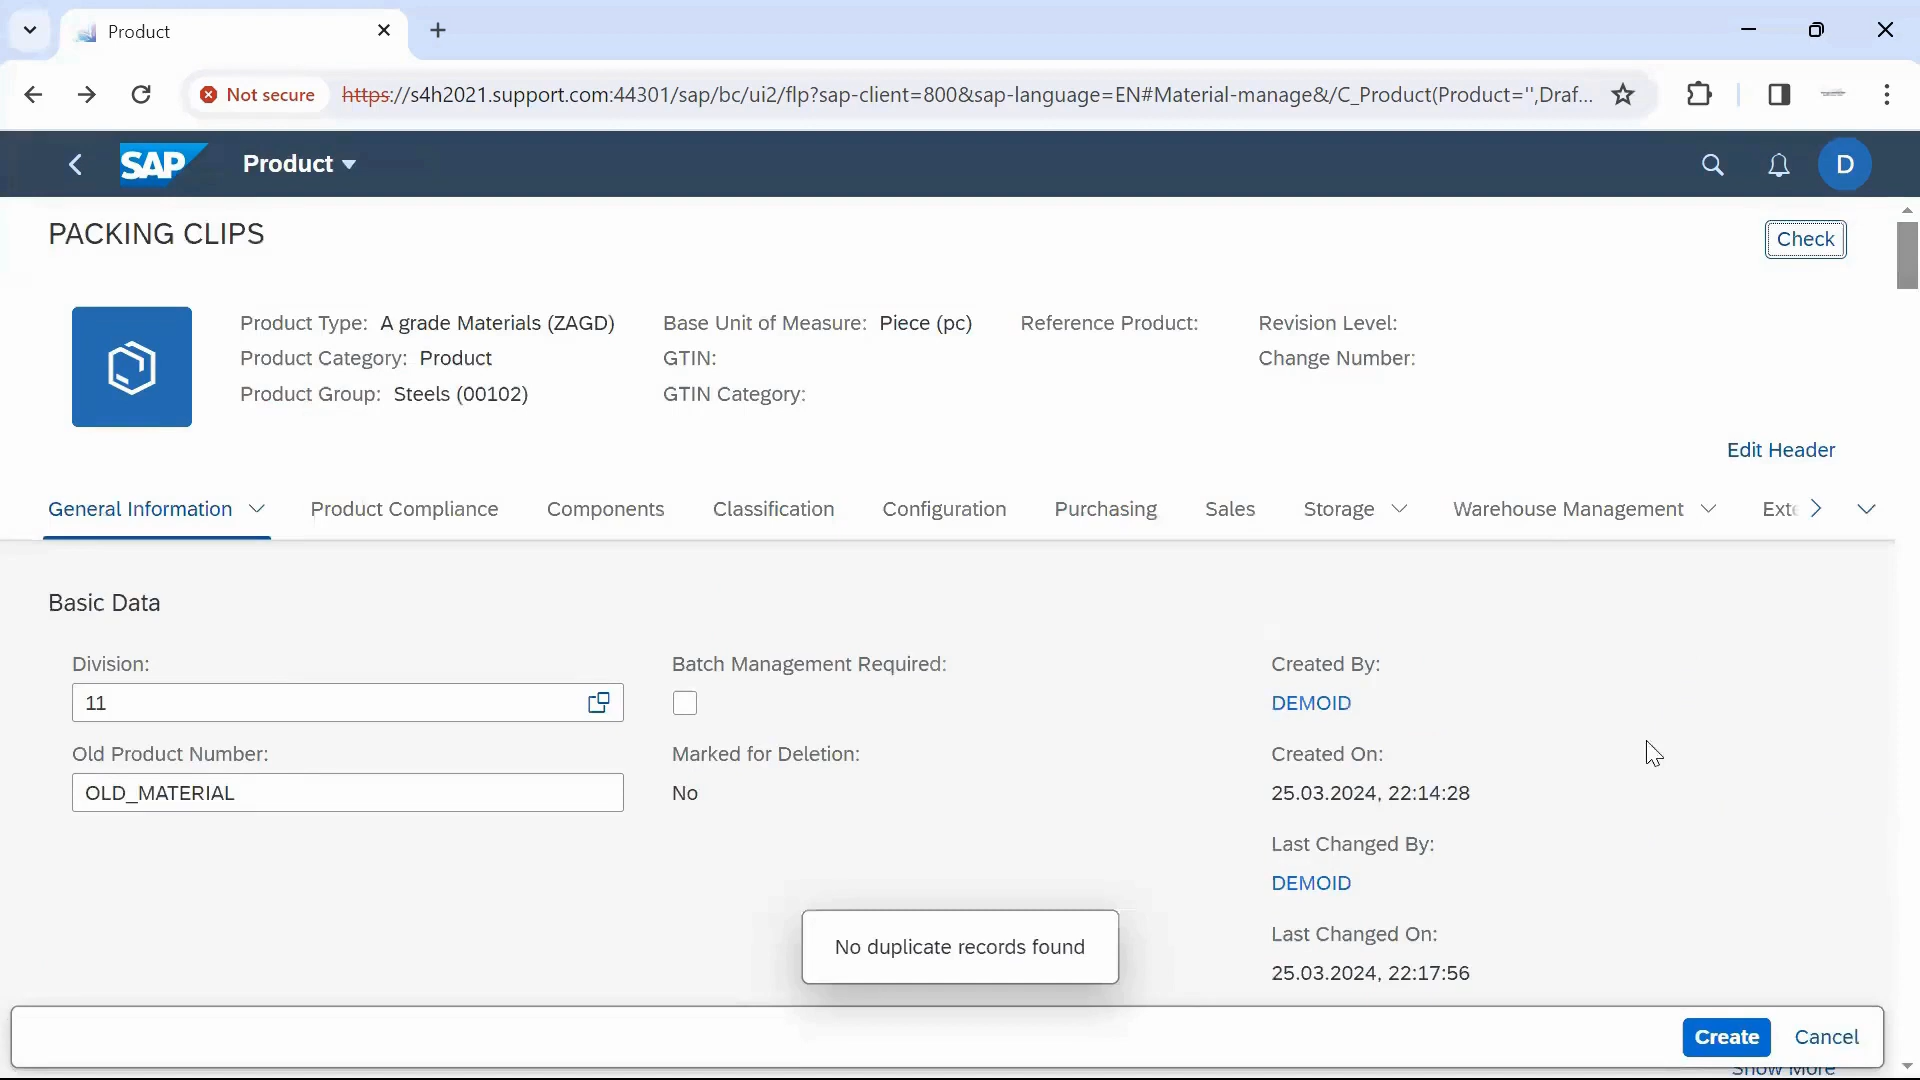 Product
Not secure
https://s4h2021.support.com:44301/sap/bc/ui2/flp?sap-client=800&sap-language=EN#Material-manage&/C_Product(Product='',Draf...
SAP
Product
D
PACKING CLIPS
Check
Product Type: A grade Materials (ZAGD)
Base Unit of Measure: Piece (pc)
Reference Product:
Revision Level:
Product Category: Product
GTIN:
Change Number:
Product Group: Steels (00102)
GTIN Category:
Edit Header
General Information
Product Compliance
Components
Classification
Configuration
Purchasing
Sales
Storage
Warehouse Management
Exte
Basic Data
Division:
Batch Management Required:
Created By:
11
DEMOID
Old Product Number:
Marked for Deletion:
Created On:
OLD_MATERIAL
No
25.03.2024, 22:14:28
Last Changed By:
DEMOID
Last Changed On:
No duplicate records found
25.03.2024, 22:17:56
Create
Cancel
Show More